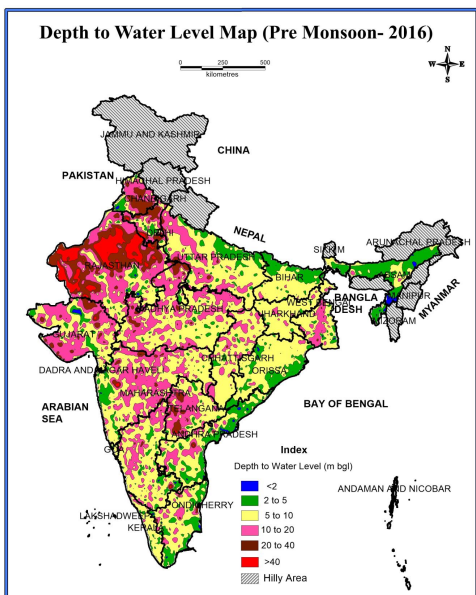 Depth to Water Level Map (Pre Monsoon- 2016)
0 250 500
kilometres
N
W E
S
JAMMU AND KASHMIR
CHINA
PAKISTAN
HIMACHAL PRADESH
CHANDIGARH
DELHI
NEPAL
ARUNACHAL PRADESH
SIKKIM
UTTAR PRADESH
RAJASTHAN
ASSAM
BIHAR
MANIPUR
MYANMAR
BANGLA
DESH
WEST BENGAL
MADHYA PRADESH
JHARKHAND
MIZORAM
GUJARAT
CHHATTISGARH
DADRA AND NAGAR HAVELI
ORISSA
MAHARASHTRA
ARABIAN
SEA
BAY OF BENGAL
TELANGANA
ANDHRA PRADESH
GOA
Index
Depth to Water Level (m bgl)
<2
2 to 5
5 to 10
10 to 20
20 to 40
>40
Hilly Area
ANDAMAN AND NICOBAR
PONDICHERRY
LAKSHADWEEP
KERALA